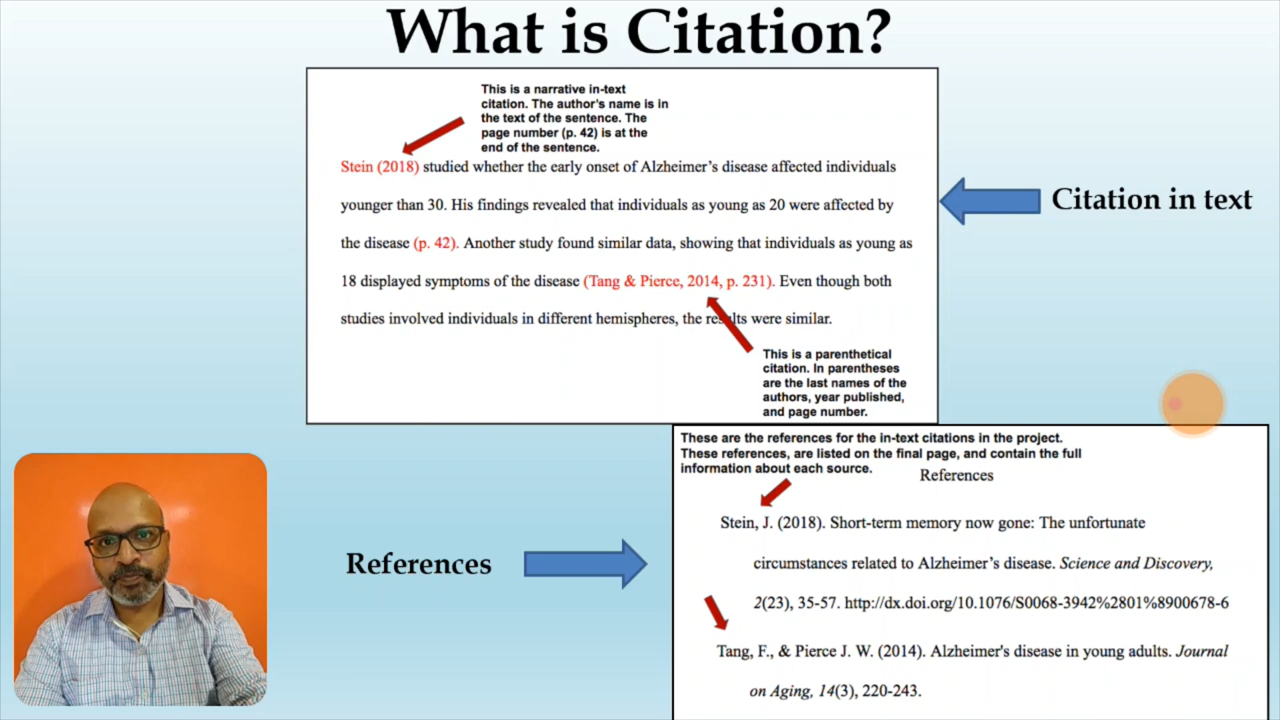 What is Citation?
This is a narrative in-text
citation. The author's name is in
the text of the sentence. The
page number (p. 42) is at the
end of the sentence.
Stein (2018) studied whether the early onset of Alzheimer's disease affected individuals
younger than 30. His findings revealed that individuals as young as 20 were affected by
the disease (p. 42). Another study found similar data, showing that individuals as young as
18 displayed symptoms of the disease (Tang & Pierce, 2014, p. 231). Even though both
studies involved individuals in different hemispheres, the results were similar.
This is a parenthetical
citation. In parentheses
are the last names of the
authors, year published,
and page number.
Citation in text
References
These are the references for the in-text citations in the project.
These references, are listed on the final page, and contain the full
information about each source.
References
Stein, J. (2018). Short-term memory now gone: The unfortunate
circumstances related to Alzheimer's disease. Science and Discovery,
2(23), 35-57. http://dx.doi.org/10.1076/S0068-3942%2801%8900678-6
Tang, F., & Pierce J. W. (2014). Alzheimer's disease in young adults. Journal
on Aging, 14(3), 220-243.